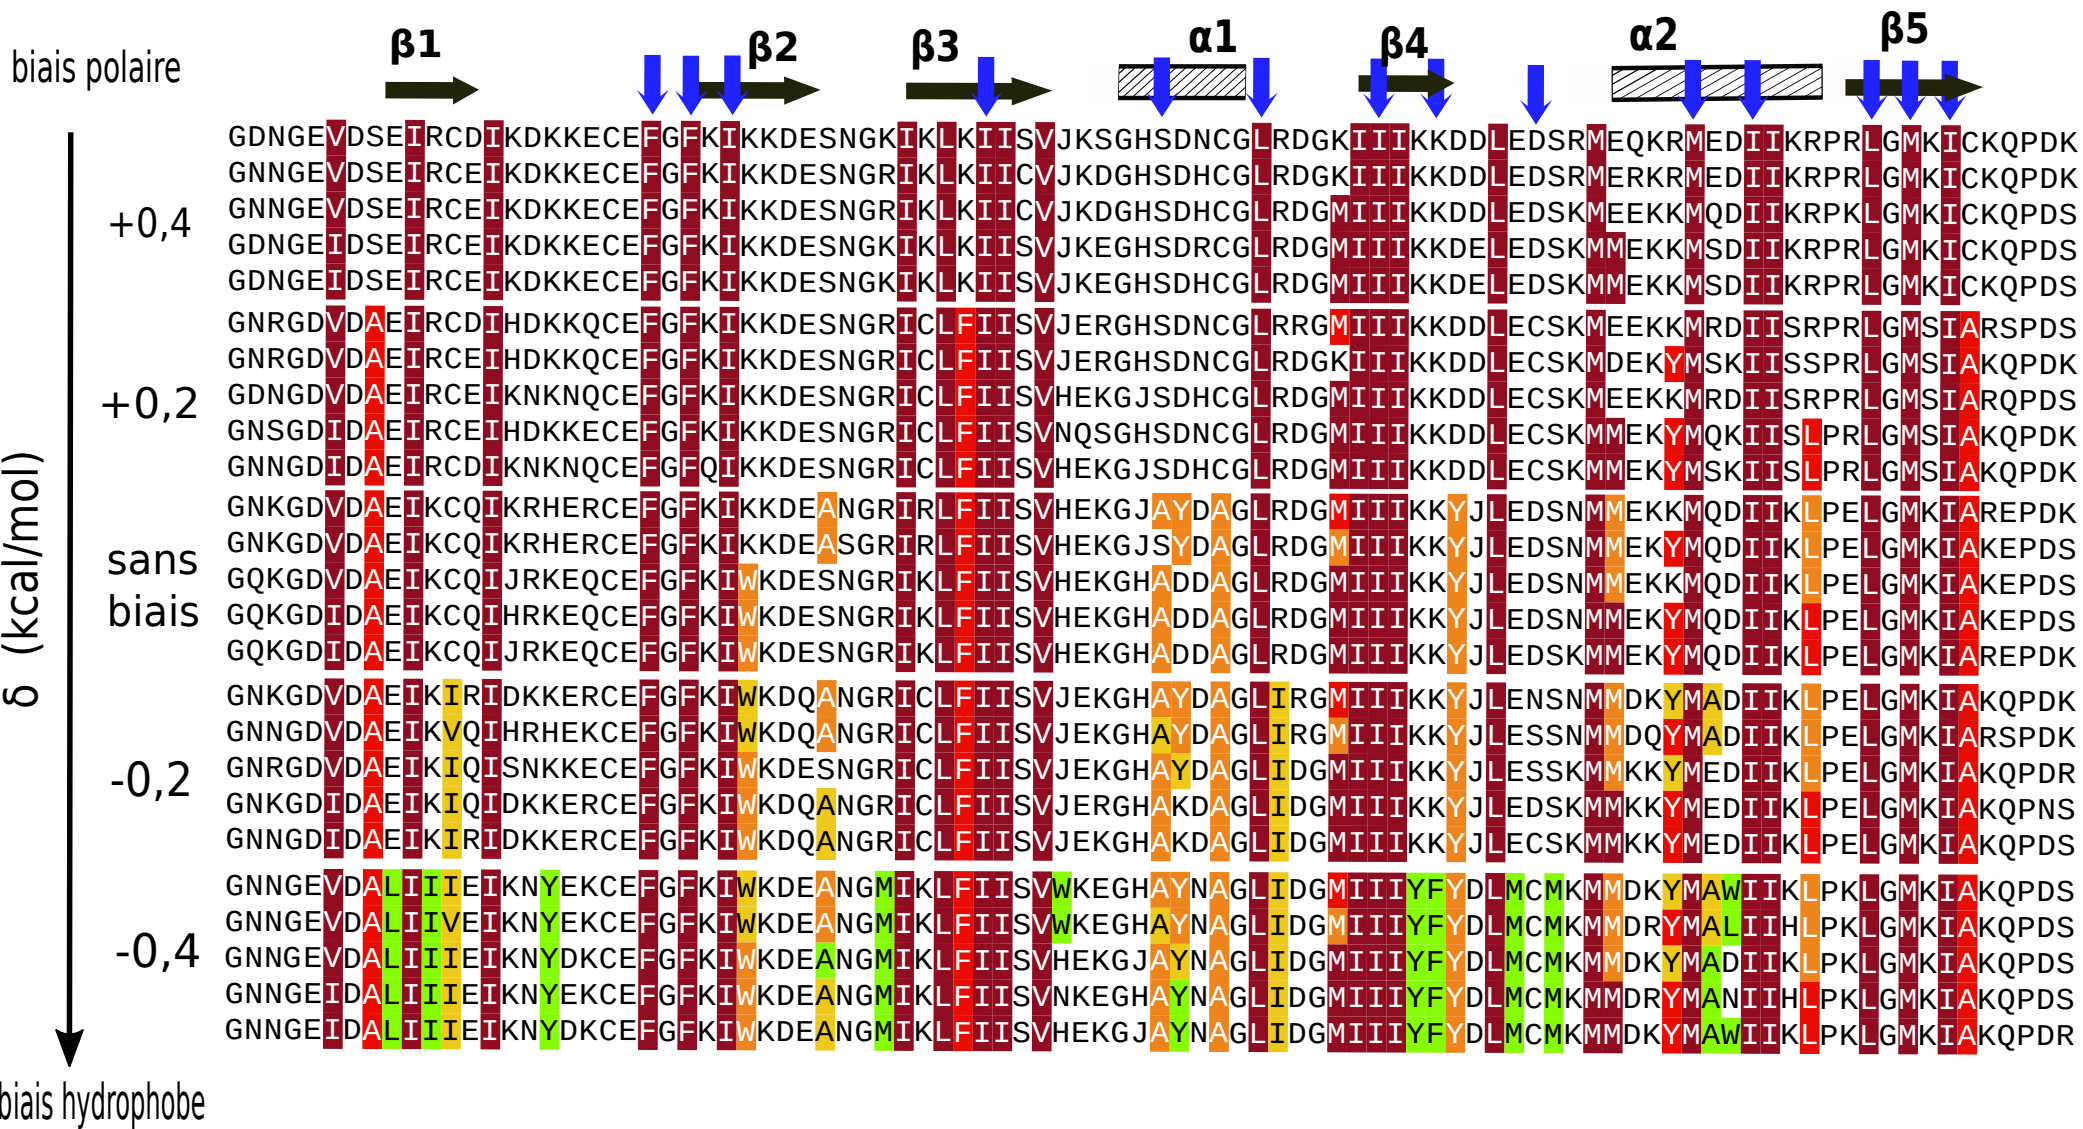 β1 β2 β3 α1 β4 α2 β5
biais polaire
GDNGEVDSEIRCDIKDKKECEFGFKIKKDESNGKIKLKIISVJKSGHSDNCGLRDGKIIIKKDDLEDSRMEQKRMEDIIKRPRLGMKICKQPDK
GNNGEVDSEIRCEIKDKKECEFGFKIKKDESNGRIKLKIICVJKDGHSDHCGLRDGKIIIKKDDLEDSRMERKRMEDIIKRPRLGMKICKQPDK
+0,4
GNNGEVDSEIRCEIKDKKECEFGFKIKKDESNGRIKLKIICVJKDGHSDHCGLRDGMIIIKKDDLEDSKMEEKKMQDIIKRPKLGMKICKQPDS
GDNGEIDSEIRCEIKDKKECEFGFKIKKDESNGKIKLKIISVJKEGHSDRCGLRDGMIIIKKDELEDSKMMEKKMSDIIKRPRLGMKICKQPDS
GDNGEIDSEIRCEIKDKKECEFGFKIKKDESNGKIKLKIISVJKEGHSDHCGLRDGMIIIKKDELEDSKMMEKKMSDIIKRPRLGMKICKQPDS
GNRGDVDAEIRCDIHDKKQCEFGFKIKKDESNGRICLFIISVJERGHSDNCGLRRGMIIIKKDDLECSKMEEKKMRDIISRPRLGMSIARSPDS
GNRGDVDAEIRCEIHDKKQCEFGFKIKKDESNGRICLFIISVJERGHSDNCGLRDGKIIIKKDDLECSKMDEKYMSKIISSPRLGMSIAKQPDK
+0,2
GDNGDVDAEIRCEIKNKNQCEFGFKIKKDESNGRICLFIISVHEKGJSDHCGLRDGMIIIKKDDLECSKMEEKKMRDIISRPRLGMSIARQPDS
GNSGDIDAEIRCEIHDKKECEFGFKIKKDESNGRICLFIISVNQSGHSDNCGLRDGMIIIKKDDLECSKMMEKYMQKIISLPRLGMSIAKQPDK
GNNGDIDAEIRCDIKNKNQCEFGFQIKKDESNGRICLFIISVHEKGJSDHCGLRDGMIIIKKDDLECSKMMEKYMSKIISLPRLGMSIAKQPDK
GNKGDVDAEIKCQIKRHERCEFGFKIKKDEANGRIRLFIISVHEKGJAYDAGLRDGMIIIKKYJLEDSNMMEKKMQDIIKLPELGMKIAREPDK
GNKGDVDAEIKCQIKRHERCEFGFKIKKDEASGRIRLFIISVHEKGJSYDAGLRDGMIIIKKYJLEDSNMMEKYMQDIIKLPELGMKIAKEPDS
sans
biais
GQKGDVDAEIKCQIJRKEQCEFGFKIWKDESNGRIKLFIISVHEKGHADDAGLRDGMIIIKKYJLEDSNMMEKKMQDIIKLPELGMKIAKEPDS
GQKGDIDAEIKCQIHRKEQCEFGFKIWKDESNGRIKLFIISVHEKGHADDAGLRDGMIIIKKYJLEDSNMMEKYMQDIIKLPELGMKIAKEPDS
GQKGDIDAEIKCQIJRKEQCEFGFKIWKDESNGRIKLFIISVHEKGHADDAGLRDGMIIIKKYJLEDSKMMEKYMQDIIKLPELGMKIAREPDK
δ (kcal/mol)
GNKGDVDAEIKIRIDKKERCEFGFKIWKDQANGRICLFIISVJEKGHAYDAGLIRGMIIIKKYJLENSNMMDKYMADIIKLPELGMKIAKQPDK
GNNGDVDAEIKVQIHRHEKCEFGFKIWKDQANGRICLFIISVJEKGHAYDAGLIRGMIIIKKYJLESSNMMDQYMADIIKLPELGMKIARSPDK
-0,2
GNRGDVDAEIKIQISNKKECEFGFKIWKDESNGRICLFIISVJEKGHAYDAGLIDGMIIIKKYJLESSKMMKKYMEDIIKLPELGMKIAKQPDR
GNKGDIDAEIKIQIDKKERCEFGFKIWKDQANGRICLFIISVJERGHAKDAGLIDGMIIIKKYJLEDSKMMKKYMEDIIKLPELGMKIAKQPNS
GNNGDIDAEIKIRIDKKERCEFGFKIWKDQANGRICLFIISVJEKGHAKDAGLIDGMIIIKKYJLECSKMMKKYMEDIIKLPELGMKIAKQPDS
GNNGEVDALIIIEIKNYEKCEFGFKIWKDEANGMIKLFIISVWKEGHAYNAGLIDGMIIIYFYDLMCMKMMDKYMAWIIKLPKLGMKIAKQPDS
GNNGEVDALIIVEIKNYEKCEFGFKIWKDEANGMIKLFIISVWKEGHAYNAGLIDGMIIIYFYDLMCMKMMDRYMALIIHLPKLGMKIAKQPDS
-0,4
GNNGEVDALIIIEIKNYDKCEFGFKIWKDEANGMIKLFIISVHEKGJAYNAGLIDGMIIIYFYDLMCMKMMDKYMADIIKLPKLGMKIAKQPDS
GNNGEIDALIIIEIKNYEKCEFGFKIWKDEANGMIKLFIISVNKEGHAYNAGLIDGMIIIYFYDLMCMKMMDRYMANIIHLPKLGMKIAKQPDS
GNNGEIDALIIIEIKNYDKCEFGFKIWKDEANGMIKLFIISVHEKGJAYNAGLIDGMIIIYFYDLMCMKMMDKYMAWIIKLPKLGMKIAKQPDR
biais hydrophobe